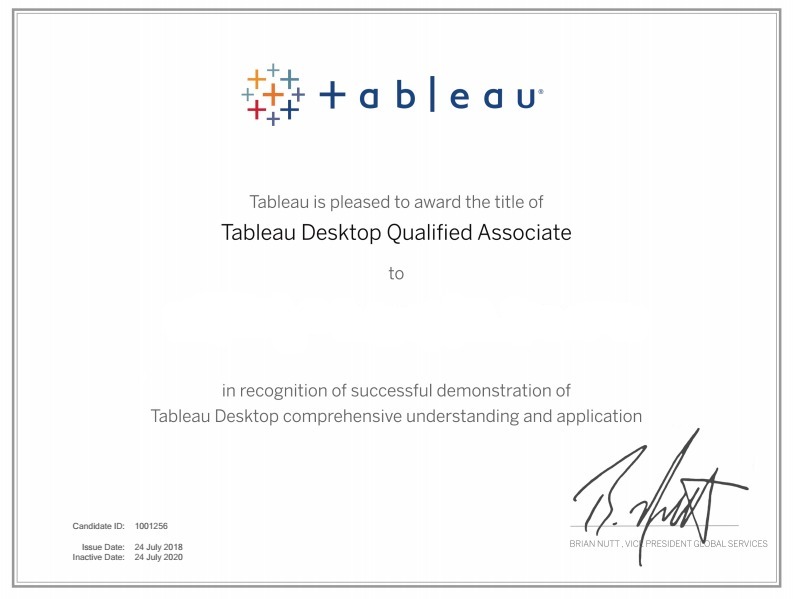 +ableau®
Tableau is pleased to award the title of
Tableau Desktop Qualified Associate
to
in recognition of successful demonstration of
Tableau Desktop comprehensive understanding and application
B. Nutt
Candidate ID: 1001256
Issue Date: 24 July 2018
Inactive Date: 24 July 2020
BRIAN NUTT , VICE PRESIDENT GLOBAL SERVICES